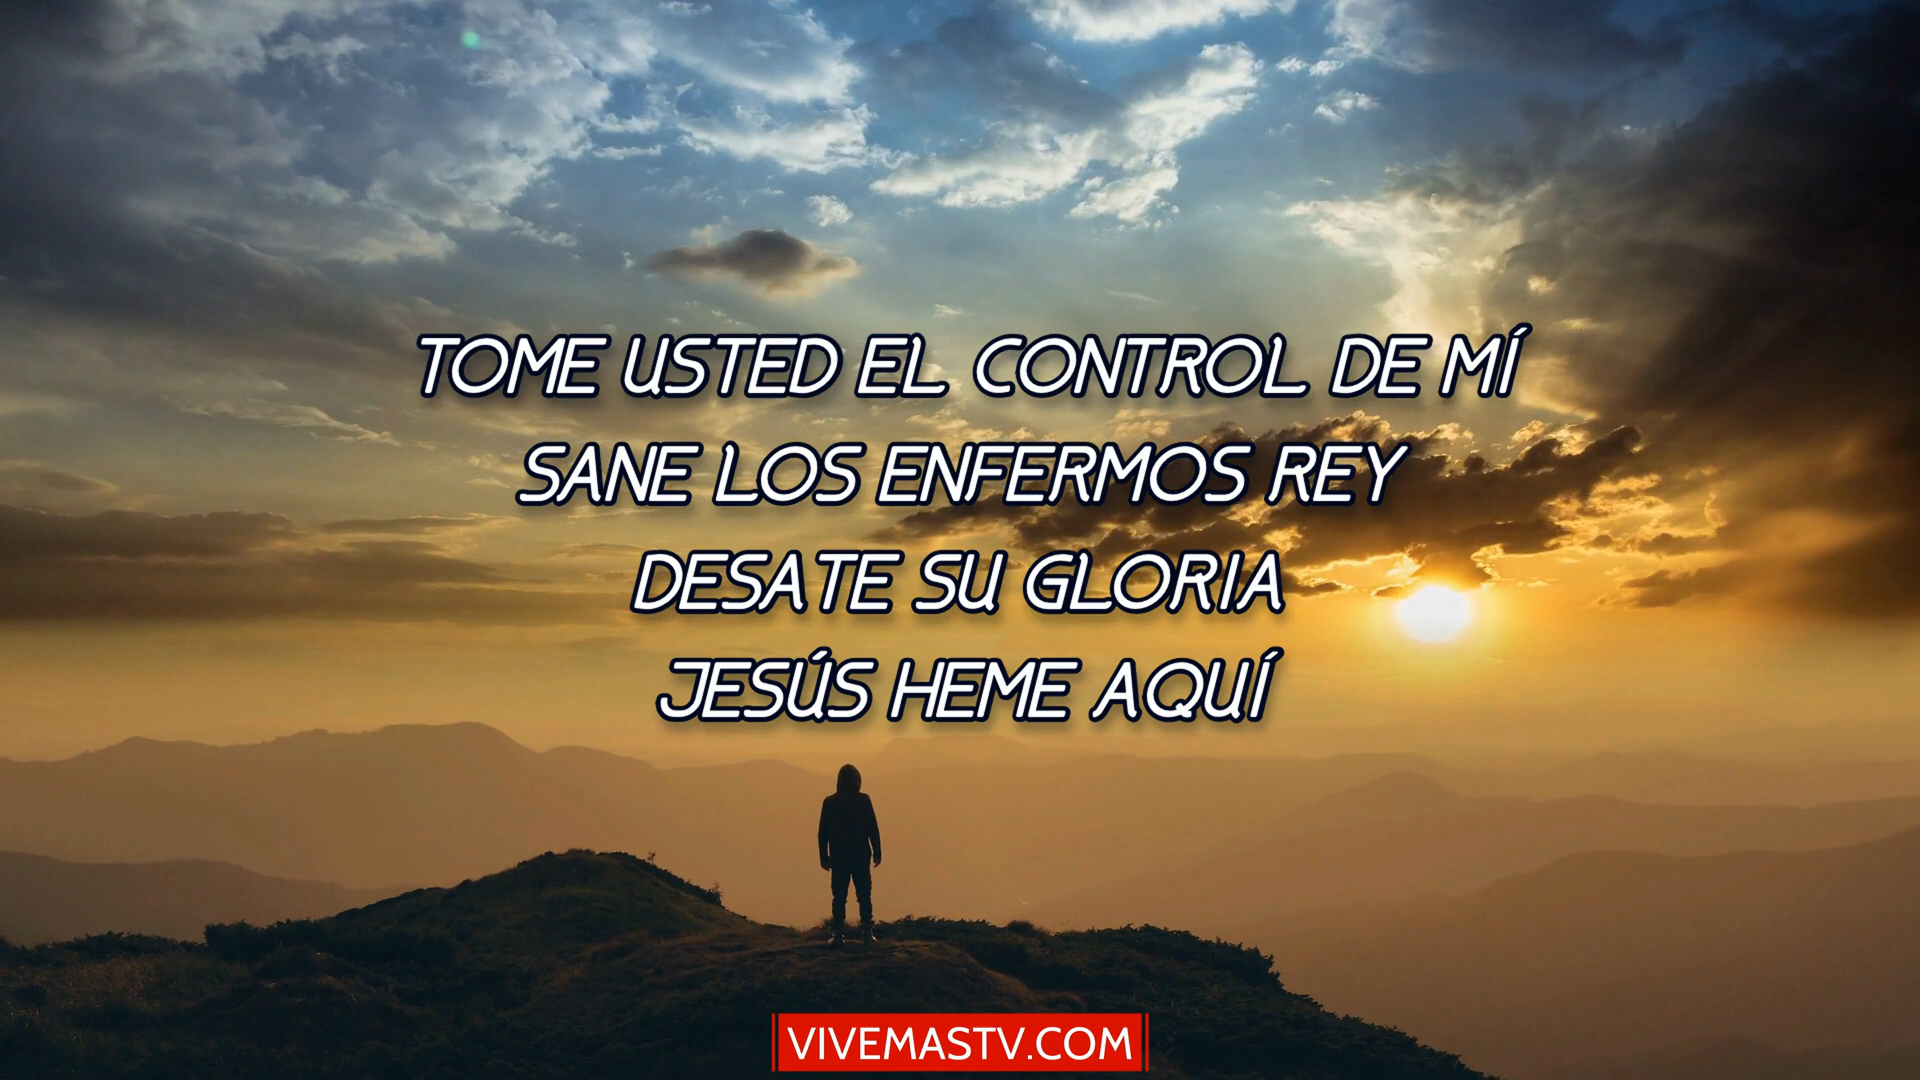 TOME USTED EL CONTROL DE MÍ
SANE LOS ENFERMOS REY
DESATE SU GLORIA
JESÚS HEME AQUÍ
VIVEMASTV.COM